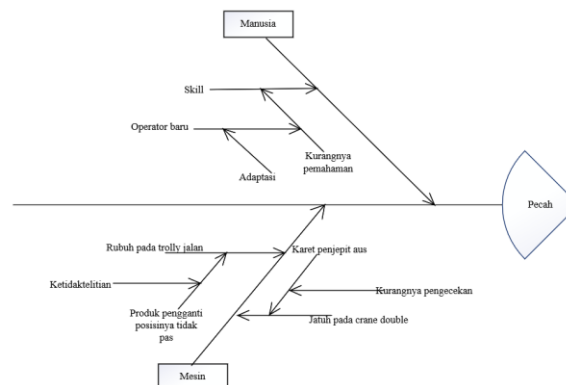 Manusia
Skill
Operator baru
Kurangnya
pemahaman
Adaptasi
Pecah
Rubuh pada trolly jalan
Karet penjepit aus
Ketidaktelitian
Kurangnya pengecekan
Produk pengganti
posisinya tidak
pas
Jatuh pada crane double
Mesin